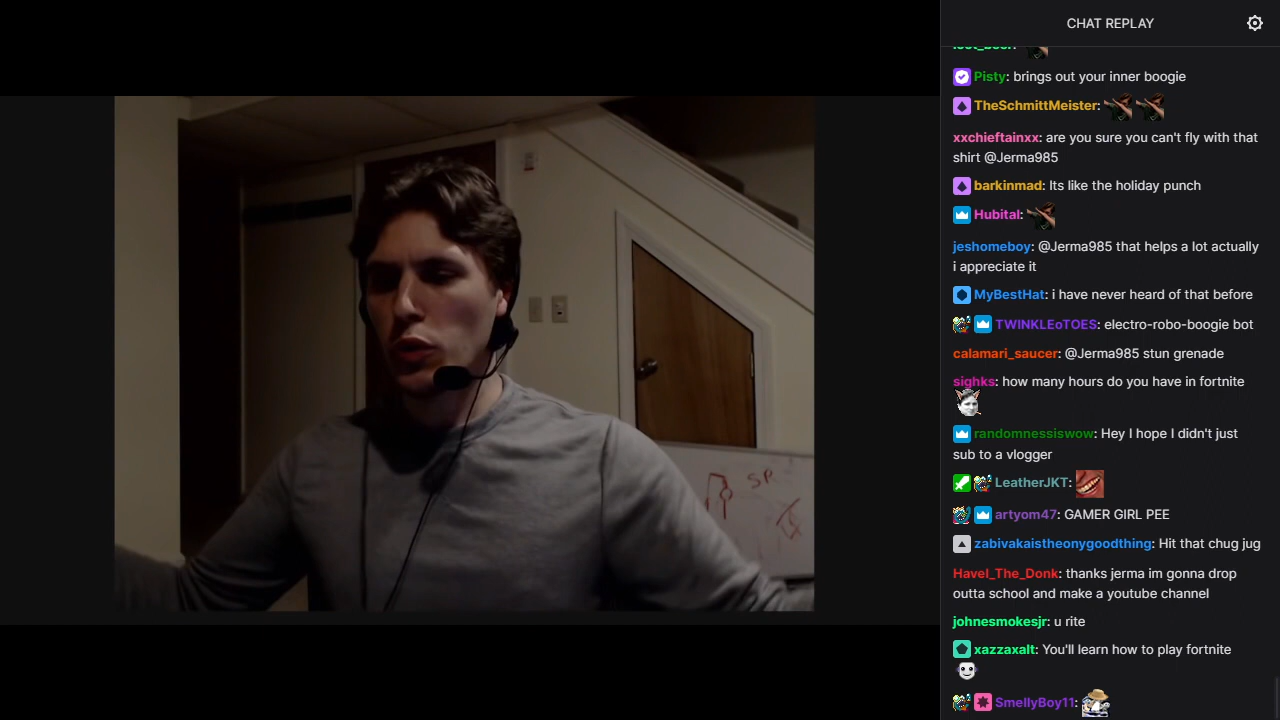 CHAT REPLAY
Pisty: brings out your inner boogie
TheSchmittMeister:
xxchieftainxx: are you sure you can't fly with that
shirt @Jerma985
barkinmad: Its like the holiday punch
Hubital:
jeshomeboy: @Jerma985 that helps a lot actually
i appreciate it
MyBestHat: i have never heard of that before
TWINKLEoTOES: electro-robo-boogie bot
calamari_saucer: @Jerma985 stun grenade
sighks: how many hours do you have in fortnite
randomnessiswow: Hey I hope I didn't just
sub to a vlogger
LeatherJKT:
artyom47: GAMER GIRL PEE
zabivakaistheonygoodthing: Hit that chug jug
Havel_The_Donk: thanks jerma im gonna drop
outta school and make a youtube channel
johnesmokesjr: u rite
xazzaxalt: You'll learn how to play fortnite
SmellyBoy11:
SP